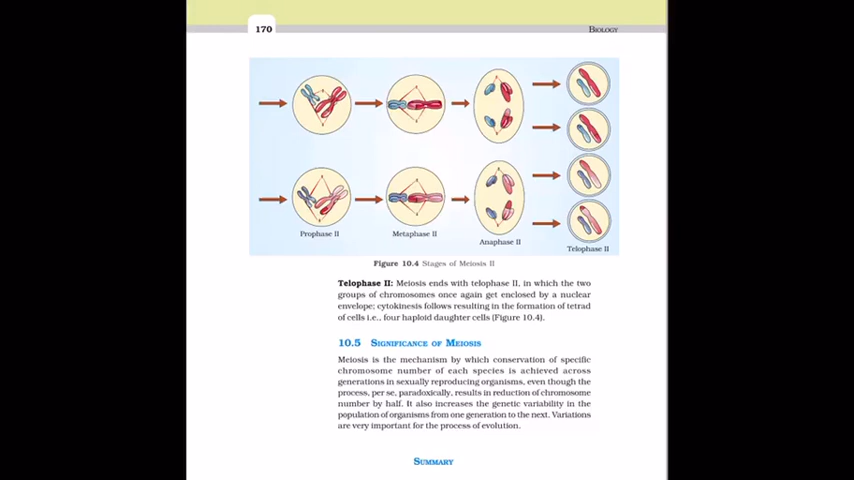 170
BIOLOGY
Prophase II
Metaphase II
Anaphase II
Telophase II
Figure 10.4 Stages of Meiosis II
Telophase II: Meiosis ends with telophase II, in which the two
groups of chromosomes once again get enclosed by a nuclear
envelope; cytokinesis follows resulting in the formation of tetrad
of cells i.e., four haploid daughter cells (Figure 10.4).
10.5 SIGNIFICANCE OF MEIOSIS
Meiosis is the mechanism by which conservation of specific
chromosome number of each species is achieved across
generations in sexually reproducing organisms, even though the
process, per se, paradoxically, results in reduction of chromosome
number by half. It also increases the genetic variability in the
population of organisms from one generation to the next. Variations
are very important for the process of evolution.
SUMMARY